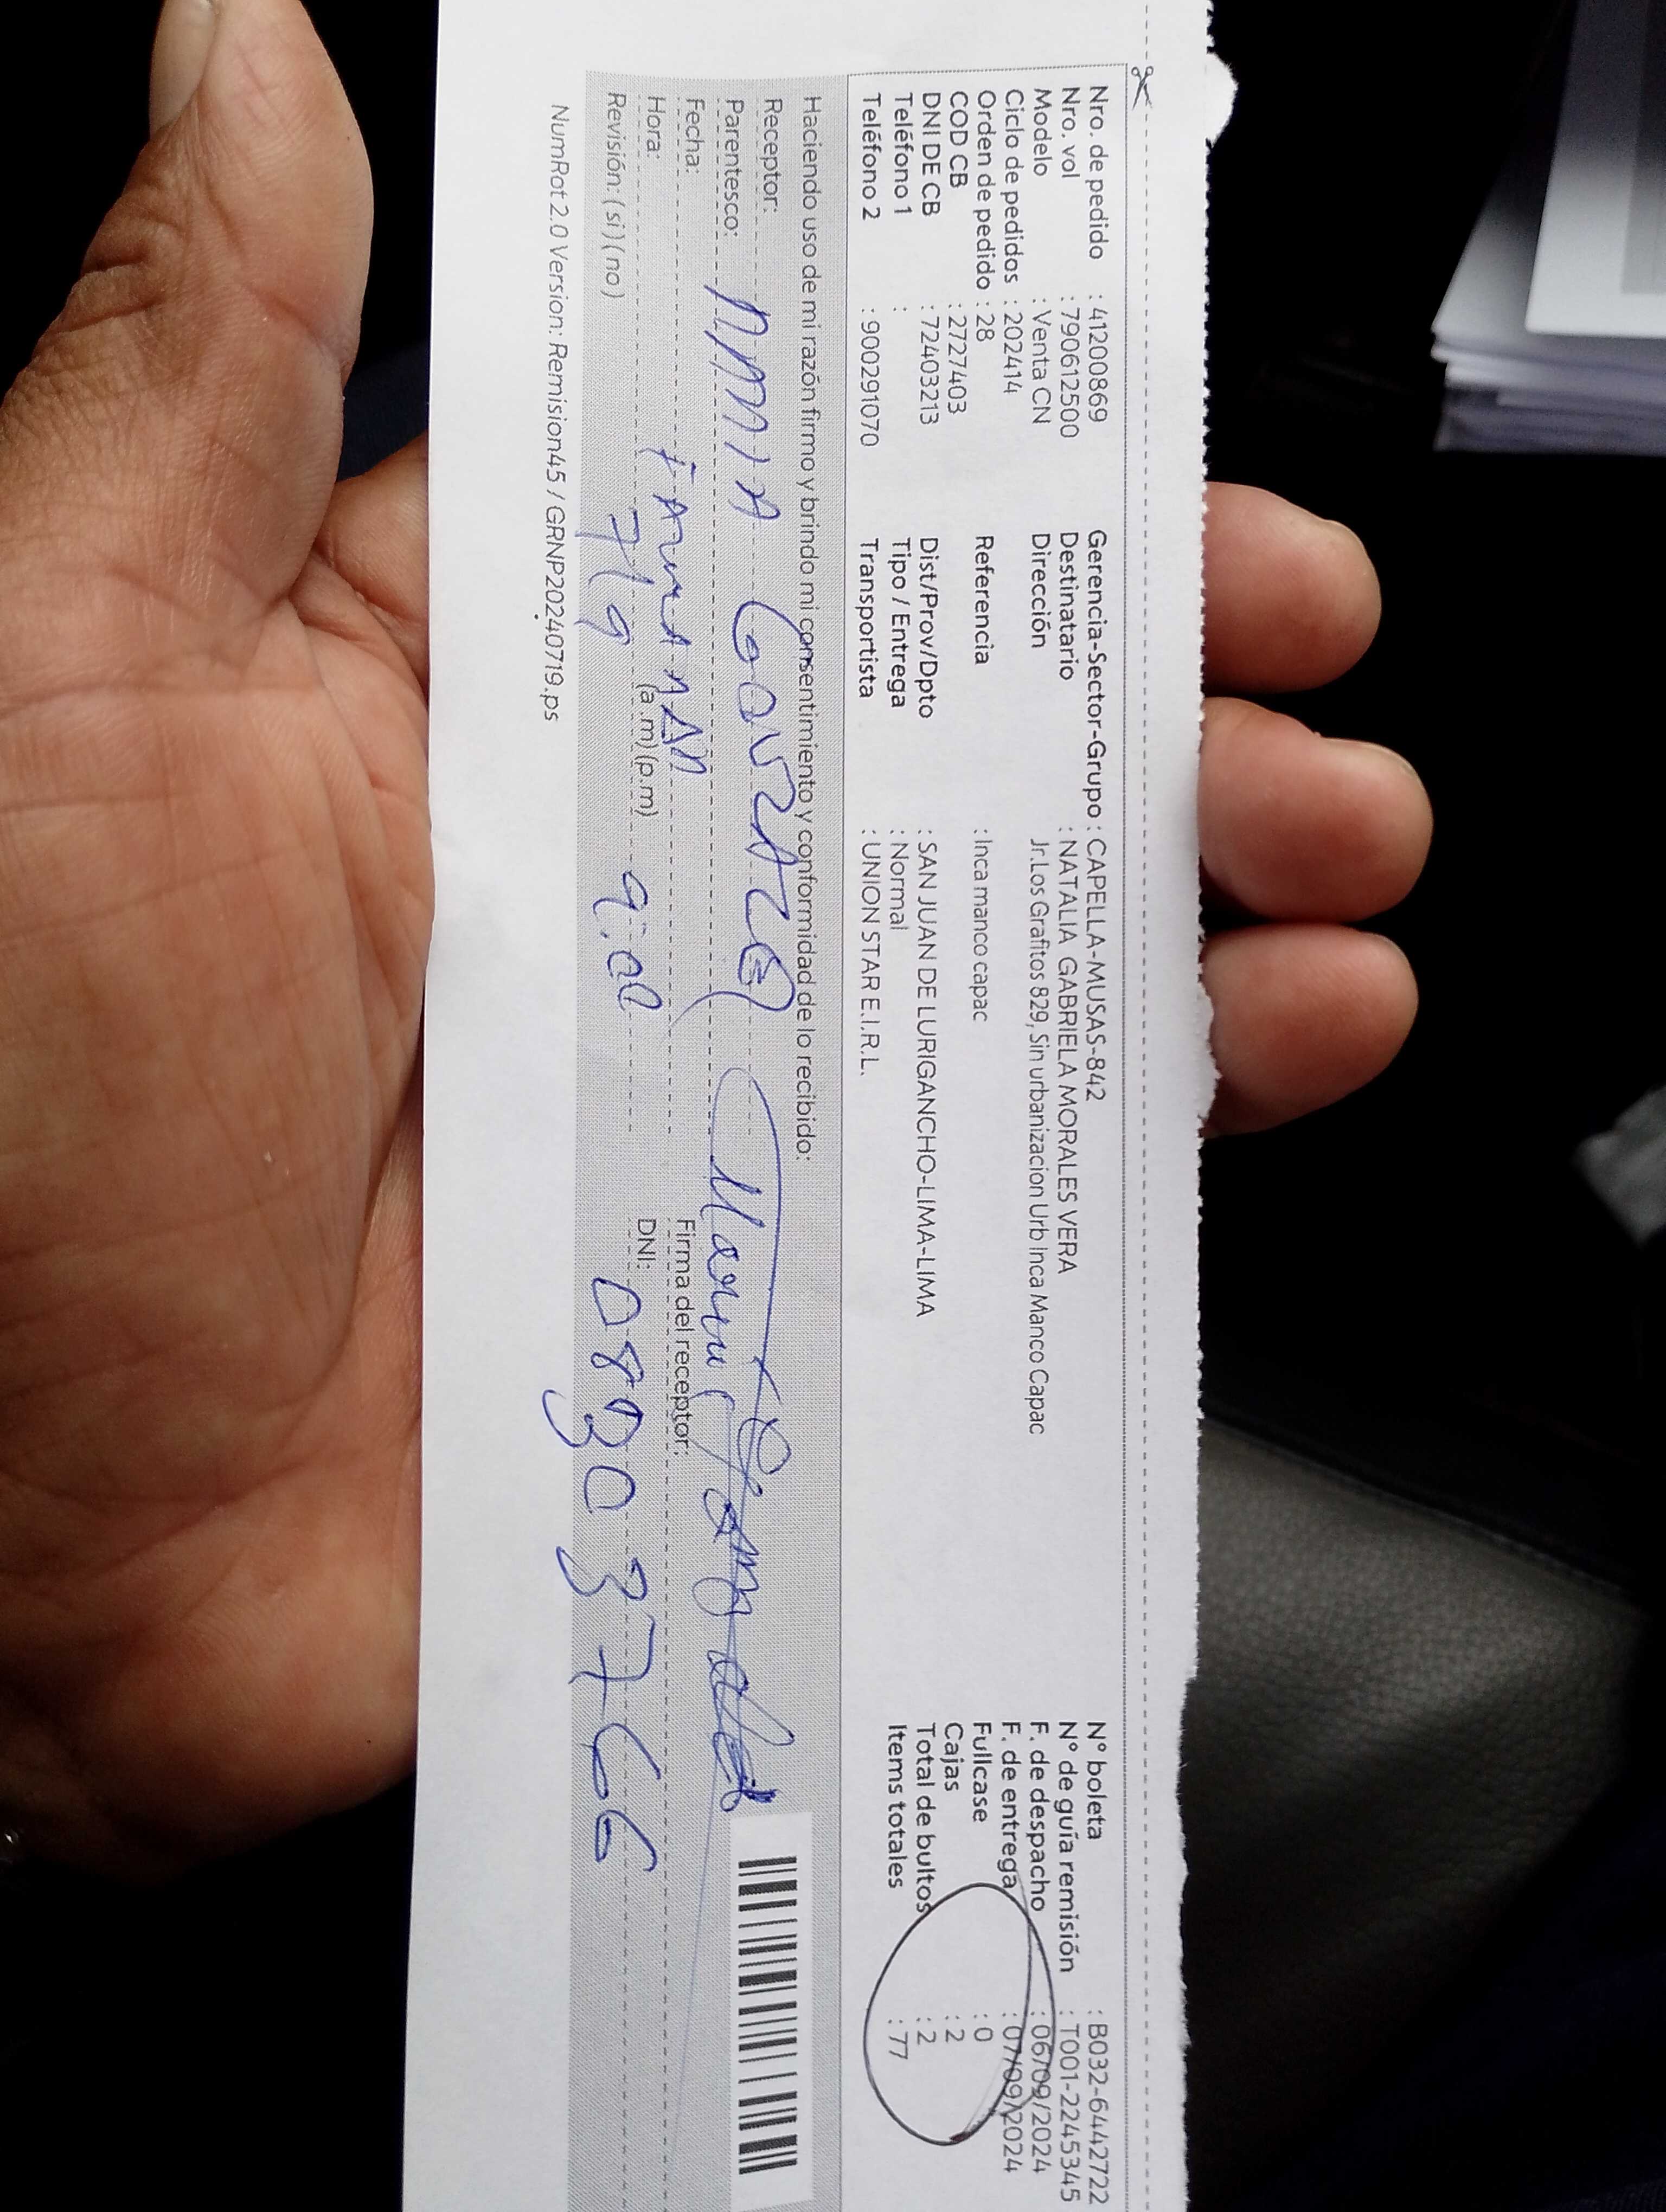 Nro. de pedido : 41200869
Nro. vol : 790612500
Modelo : Venta CN
Ciclo de pedidos : 202414
Orden de pedido : 28
COD CB : 2727403
DNI DE CB : 72403213
Teléfono 1 :
Teléfono 2 : 900291070
Gerencia-Sector-Grupo : CAPELLA-MUSAS-842
Destinatario : NATALIA GABRIELA MORALES VERA
Dirección Jr.Los Grafitos 829, Sin urbanizacion Urb Inca Manco Capac
Referencia : Inca manco capac
Dist/Prov/Dpto : SAN JUAN DE LURIGANCHO-LIMA-LIMA
Tipo / Entrega : Normal
Transportista : UNION STAR E.I.R.L.
N° boleta : B032-6442722
N° de guía remisión : T001-2245345
F. de despacho : 06/09/2024
F. de entrega : 07/09/2024
Fullcase : 0
Cajas : 2
Total de bultos : 2
Items totales : 77
Haciendo uso de mi razón firmo y brindo mi consentimiento y conformidad de lo recibido:
Receptor:
Parentesco:
Fecha:
Hora: (a.m)(p.m)
Revisión: (si) (no) 7/9
Firma del receptor:
DNI: 08303766
NumRot 2.0 Version: Remision45 / GRNP20240719.ps